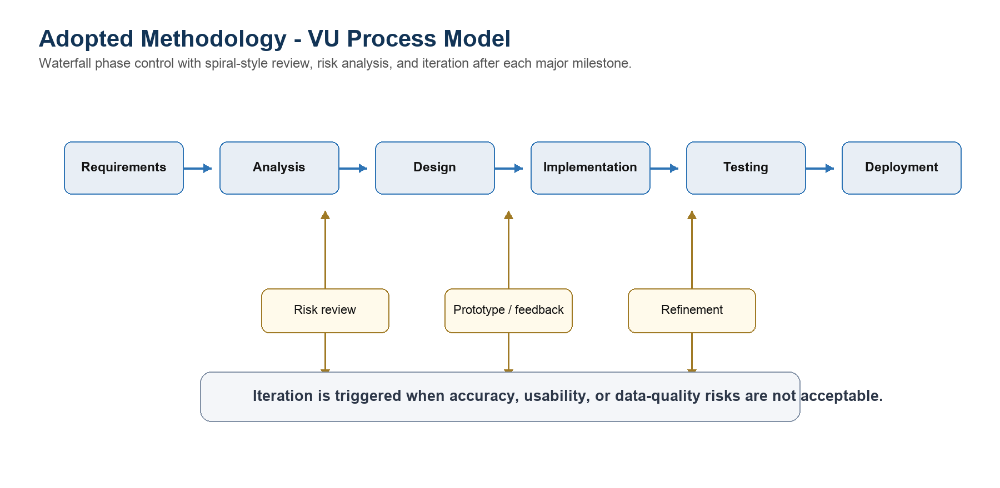 Adopted Methodology - VU Process Model
Waterfall phase control with spiral-style review, risk analysis, and iteration after each major milestone.
Requirements
Analysis
Design
Implementation
Testing
Deployment
Risk review
Prototype / feedback
Refinement
Iteration is triggered when accuracy, usability, or data-quality risks are not acceptable.